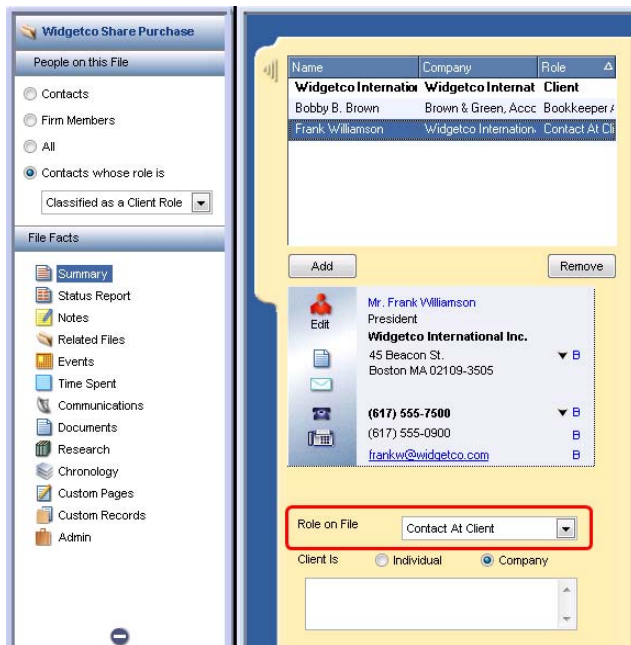 Widgetco Share Purchase
People on this File
Contacts
Firm Members
All
Contacts whose role is
Classified as a Client Role
File Facts
Summary
Status Report
Notes
Related Files
Events
Time Spent
Communications
Documents
Research
Chronology
Custom Pages
Custom Records
Admin
Name Company Role
Widgetco Internation Widgetco Internat Client
Bobby B. Brown Brown & Green, Accc Bookkeeper /
Frank Williamson Widgetco Internation. Contact At Cli
Add Remove
Edit
Mr. Frank Williamson
President
Widgetco International Inc.
45 Beacon St. B
Boston MA 02109-3505
(617) 555-7500 B
(617) 555-0900 B
frankw@widgetco.com B
Role on File Contact At Client
Client Is Individual Company